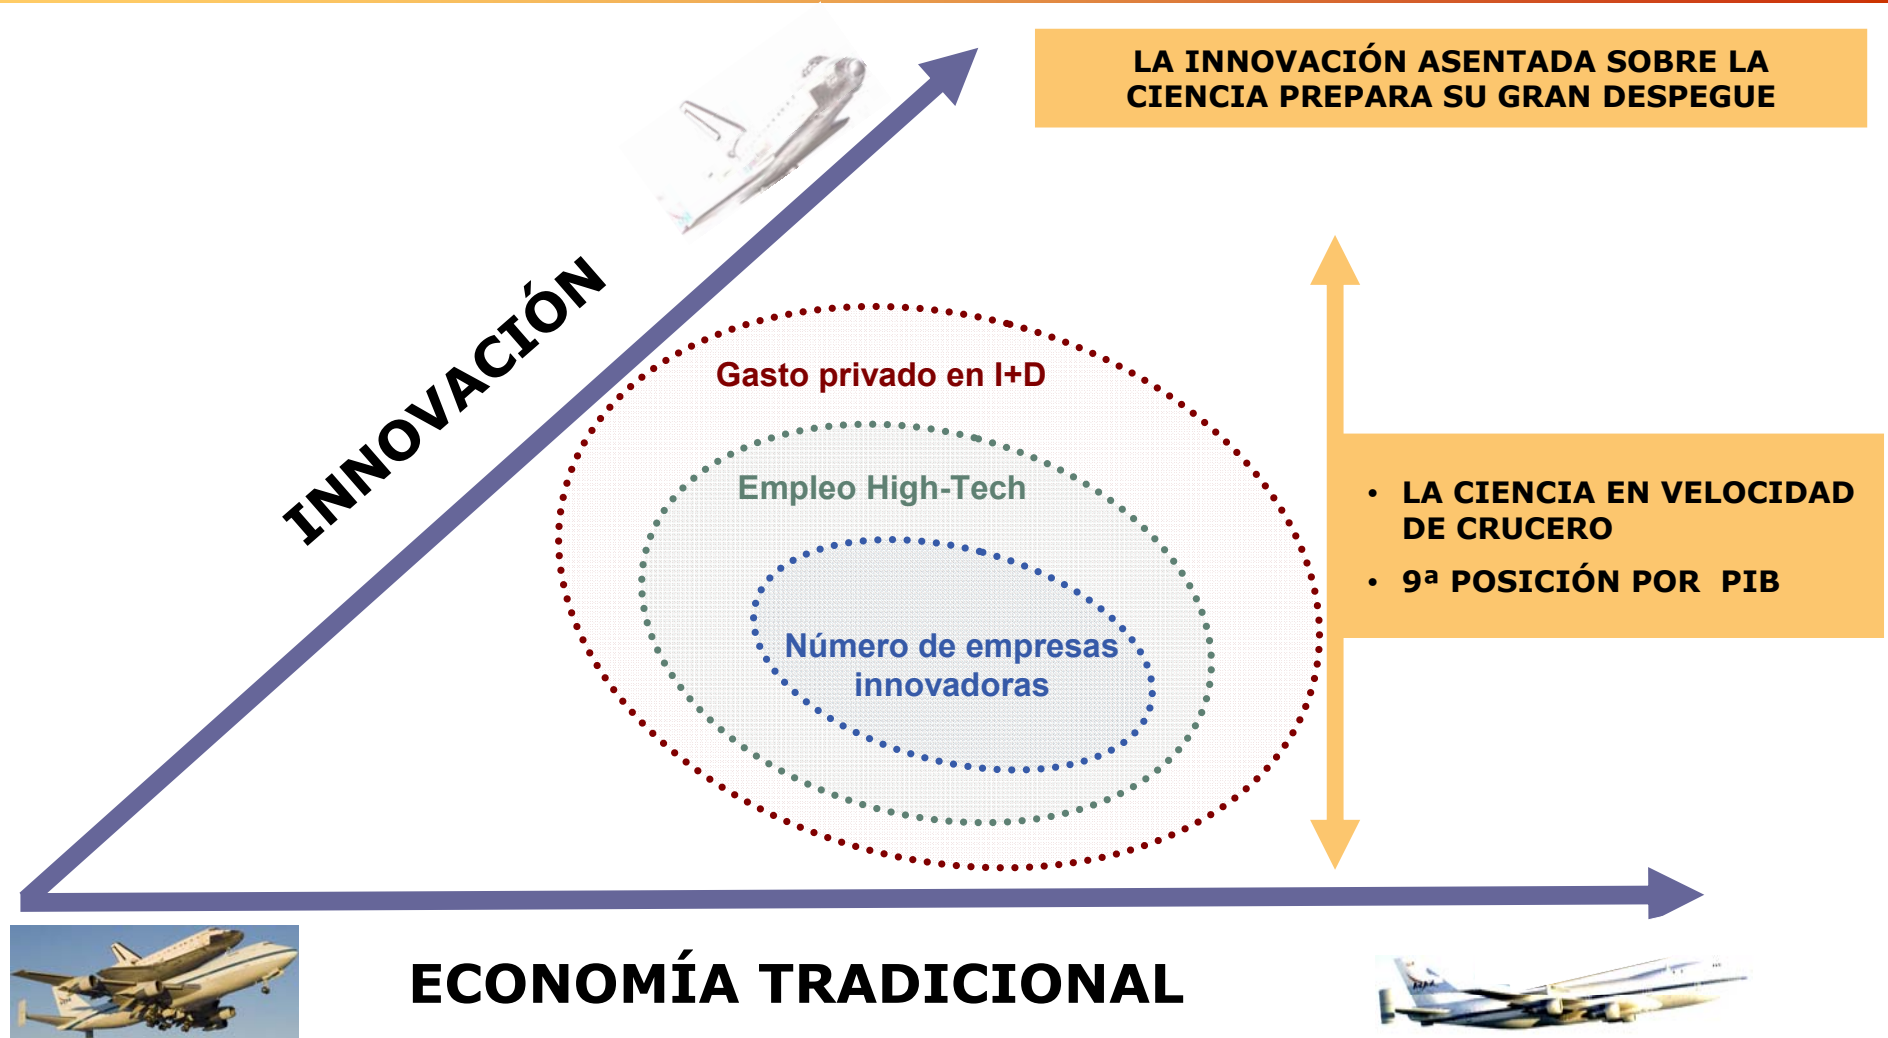 LA INNOVACIÓN ASENTADA SOBRE LA
CIENCIA PREPARA SU GRAN DESPEGUE
INNOVACIÓN
Gasto privado en I+D
Empleo High-Tech
Número de empresas
innovadoras
• LA CIENCIA EN VELOCIDAD
DE CRUCERO
• 9ª POSICIÓN POR PIB
ECONOMÍA TRADICIONAL